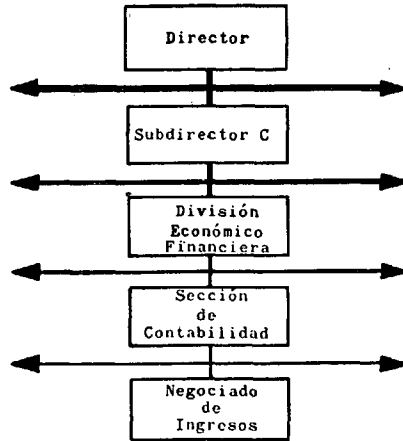 Director
Subdirector C
División
Económico
Financiera
Sección
de
Contabilidad
Negociado
de
Ingresos